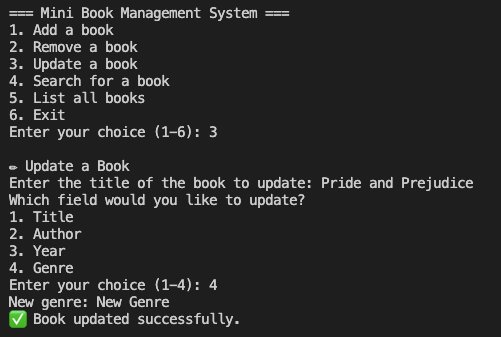 === Mini Book Management System ===
1. Add a book
2. Remove a book
3. Update a book
4. Search for a book
5. List all books
6. Exit
Enter your choice (1-6): 3

✏ Update a Book
Enter the title of the book to update: Pride and Prejudice
Which field would you like to update?
1. Title
2. Author
3. Year
4. Genre
Enter your choice (1-4): 4
New genre: New Genre
✅ Book updated successfully.